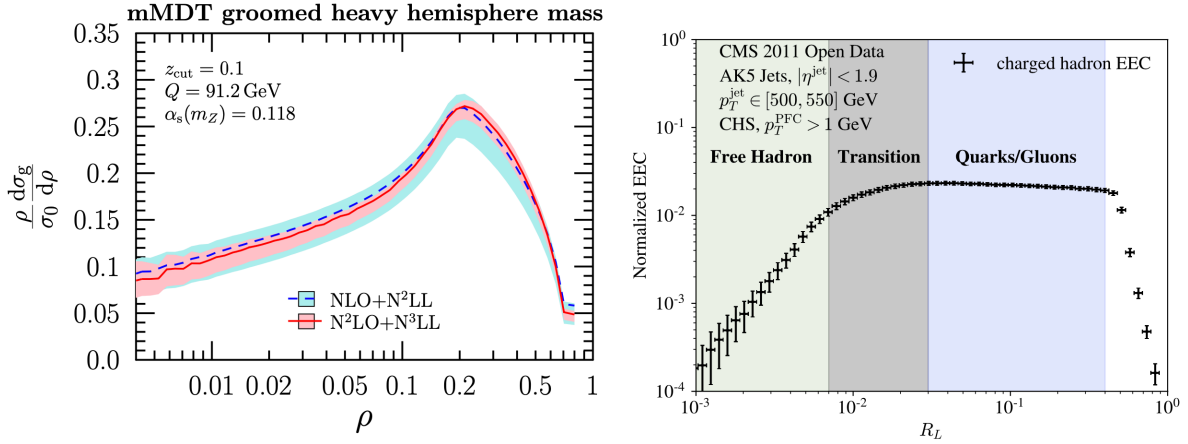 mMDT groomed heavy hemisphere mass
0.35
0.3
0.25
0.2
0.15
0.1
0.05
0.0
z_cut = 0.1
Q = 91.2 GeV
α_s(m_Z) = 0.118
ρ/σ_0 dσ_g/dρ
NLO+N²LL
N²LO+N³LL
0.01 0.02 0.05 0.1 0.2 0.5 1
ρ
CMS 2011 Open Data
AK5 Jets, |η^jet| < 1.9
p_T^jet ∈ [500, 550] GeV
CHS, p_T^PFC > 1 GeV
charged hadron EEC
Free Hadron Transition Quarks/Gluons
Normalized EEC
10⁰
10⁻¹
10⁻²
10⁻³
10⁻⁴
10⁻³ 10⁻² 10⁻¹ 10⁰
R_L